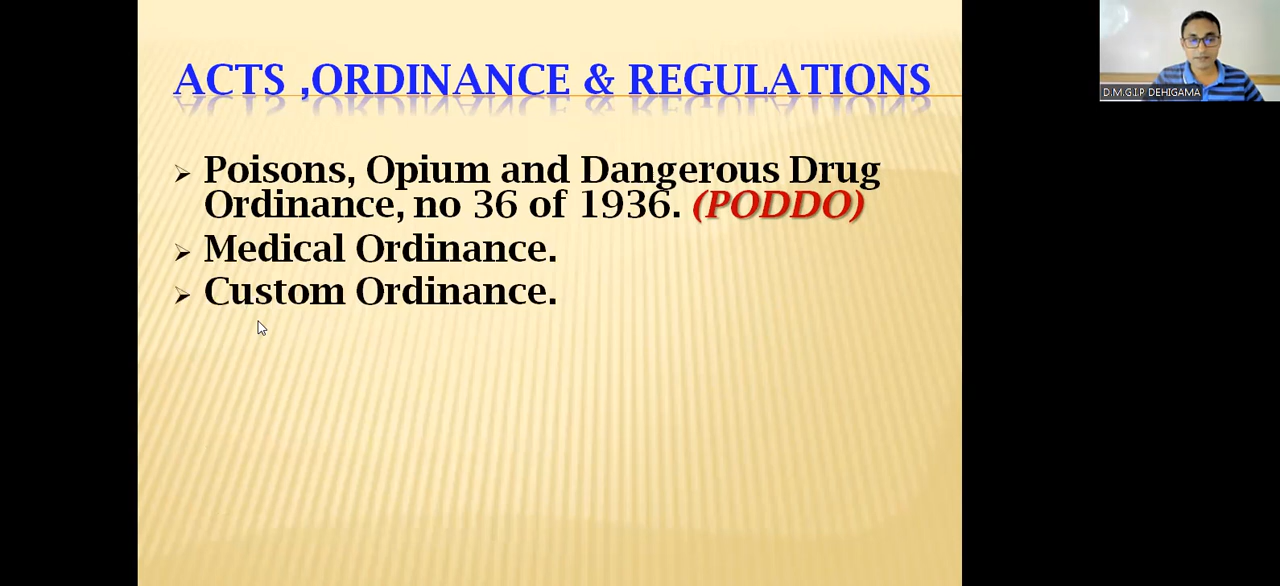 ACTS ,ORDINANCE & REGULATIONS
Poisons, Opium and Dangerous Drug
Ordinance, no 36 of 1936. (PODDO)
Medical Ordinance.
Custom Ordinance.
D.M.G.I.P DEHIGAMA